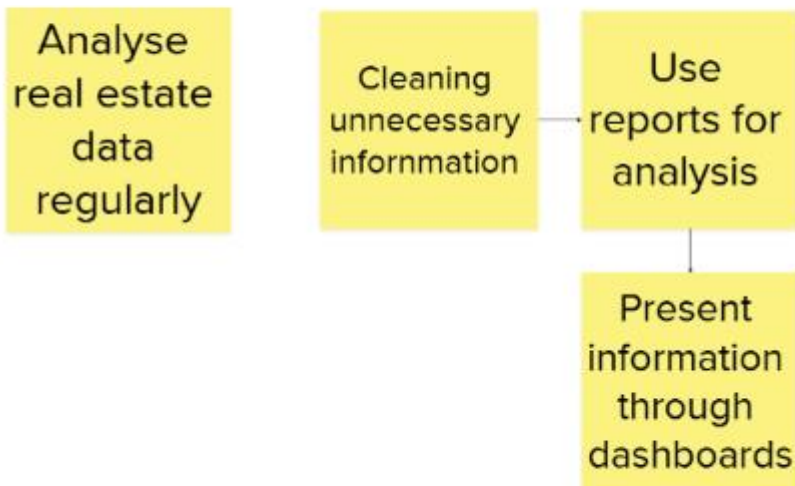 Analyse
real estate
data
regularly
Cleaning
unnecessary
infornmation
Use
reports for
analysis
Present
information
through
dashboards